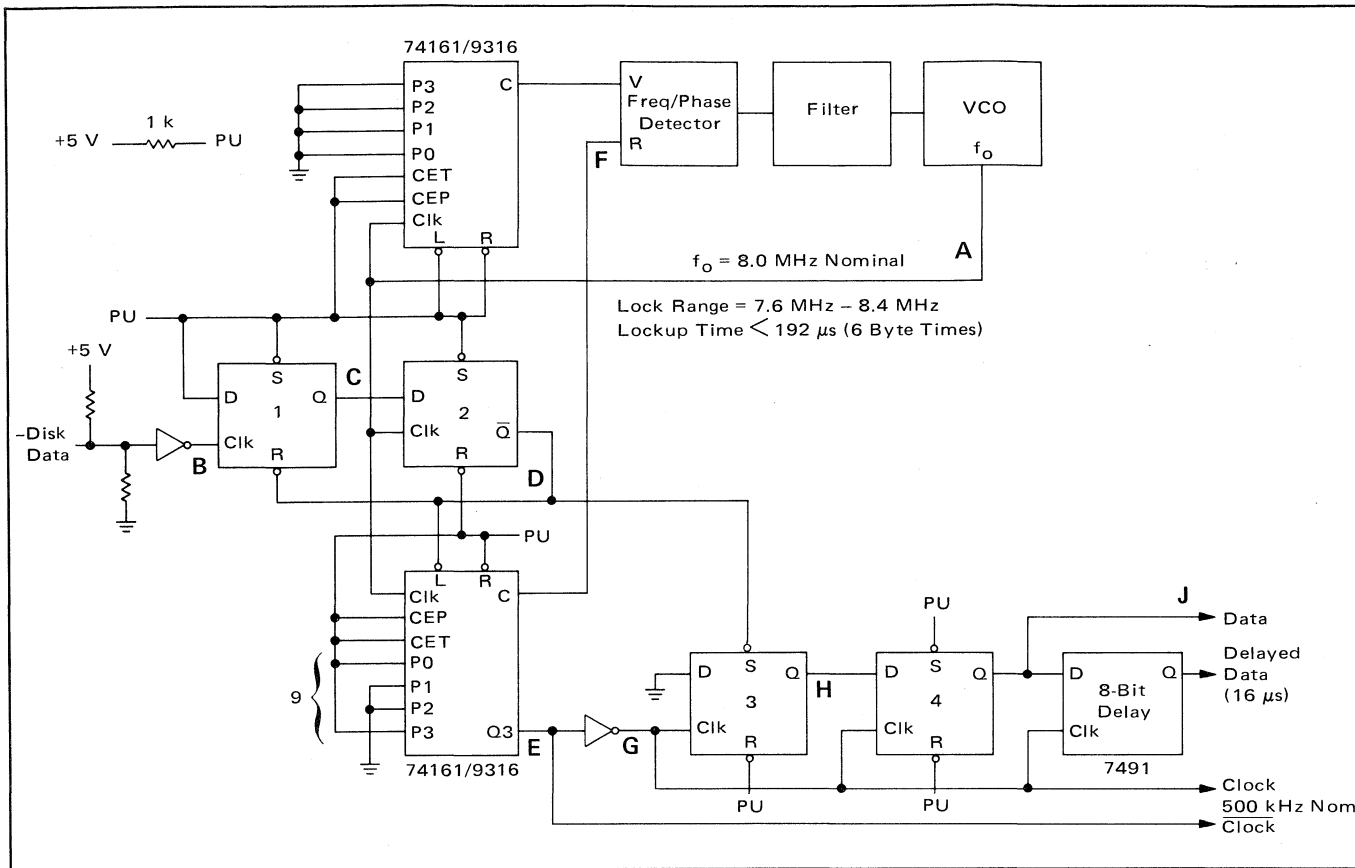 74161/9316
P3
P2
P1
P0
CET
CEP
Clk
L
R
C
V
Freq/Phase
Detector
R
F
Filter
VCO
f₀
A
+5 V
1 k
PU
f₀ = 8.0 MHz Nominal
Lock Range = 7.6 MHz – 8.4 MHz
Lockup Time < 192 μs (6 Byte Times)
PU
+5 V
~Disk
Data
B
S
D
1
Q
Clk
R
C
S
D
2
Clk
Q̅
R
D
PU
L
R
Clk
C
CEP
CET
P0
P1
P2
P3
9
Q3
74161/9316
E
G
S
D
Q
3
Clk
R
PU
H
PU
S
D
Q
4
Clk
R
PU
J
D
Q
8-Bit
Delay
Clk
7491
Data
Delayed
Data
(16 μs)
Clock
500 kHz Nom
C̅l̅o̅c̅k̅